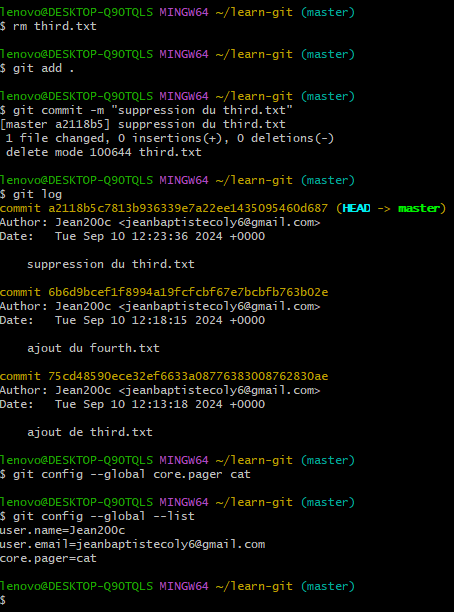 lenovo@DESKTOP-Q9OTQLS MINGW64 ~/learn-git (master)
$ rm third.txt
lenovo@DESKTOP-Q9OTQLS MINGW64 ~/learn-git (master)
$ git add .
lenovo@DESKTOP-Q9OTQLS MINGW64 ~/learn-git (master)
$ git commit -m "suppression du third.txt"
[master a2118b5] suppression du third.txt
 1 file changed, 0 insertions(+), 0 deletions(-)
 delete mode 100644 third.txt
lenovo@DESKTOP-Q9OTQLS MINGW64 ~/learn-git (master)
$ git log
commit a2118b5c7813b936339e7a22ee1435095460d687 (HEAD -> master)
Author: Jean200c <jeanbaptistecoly6@gmail.com>
Date:   Tue Sep 10 12:23:36 2024 +0000
    suppression du third.txt
commit 6b6d9bcef1f8994a19fcfcbf67e7bcbfb763b02e
Author: Jean200c <jeanbaptistecoly6@gmail.com>
Date:   Tue Sep 10 12:18:15 2024 +0000
    ajout du fourth.txt
commit 75cd48590ece32ef6633a08776383008762830ae
Author: Jean200c <jeanbaptistecoly6@gmail.com>
Date:   Tue Sep 10 12:13:18 2024 +0000
    ajout de third.txt
lenovo@DESKTOP-Q9OTQLS MINGW64 ~/learn-git (master)
$ git config --global core.pager cat
lenovo@DESKTOP-Q9OTQLS MINGW64 ~/learn-git (master)
$ git config --global --list
user.name=Jean200c
user.email=jeanbaptistecoly6@gmail.com
core.pager=cat
lenovo@DESKTOP-Q9OTQLS MINGW64 ~/learn-git (master)
$